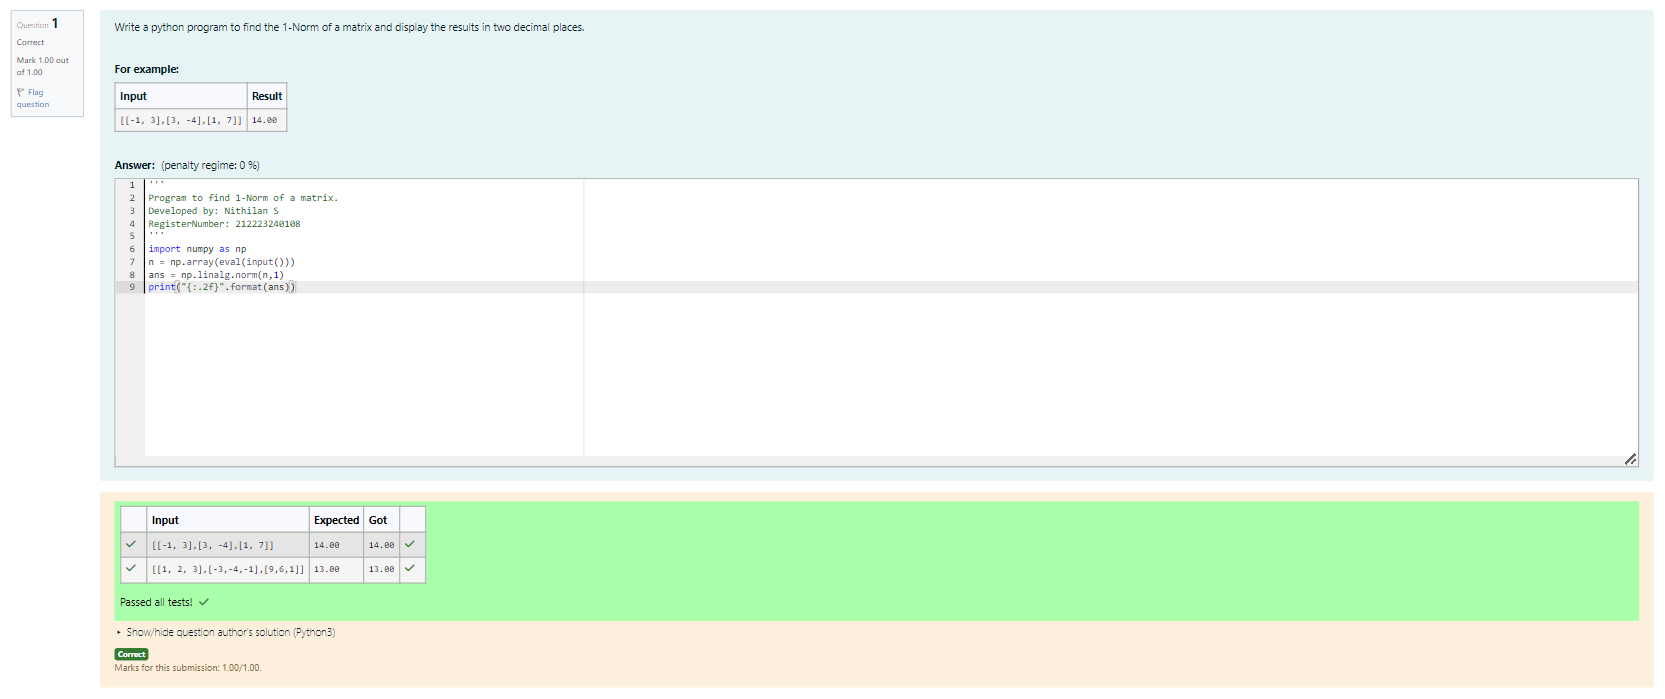 Question 1
Correct
Mark 1.00 out
of 1.00
Flag
question
Write a python program to find the 1-Norm of a matrix and display the results in two decimal places.
For example:
Input Result
[[-1, 3],[3, -4],[1, 7]] 14.00
Answer: (penalty regime: 0 %)
1 '''
2 Program to find 1-Norm of a matrix.
3 Developed by: Nithilan S
4 RegisterNumber: 212223240108
5 '''
6 import numpy as np
7 n = np.array(eval(input()))
8 ans = np.linalg.norm(n,1)
9 print("{:.2f}".format(ans))
Input Expected Got
[[-1, 3],[3, -4],[1, 7]] 14.00 14.00
[[1, 2, 3],[-3,-4,-1],[9,6,1]] 13.00 13.00
Passed all tests!
Show/hide question author's solution (Python3)
Correct
Marks for this submission: 1.00/1.00.